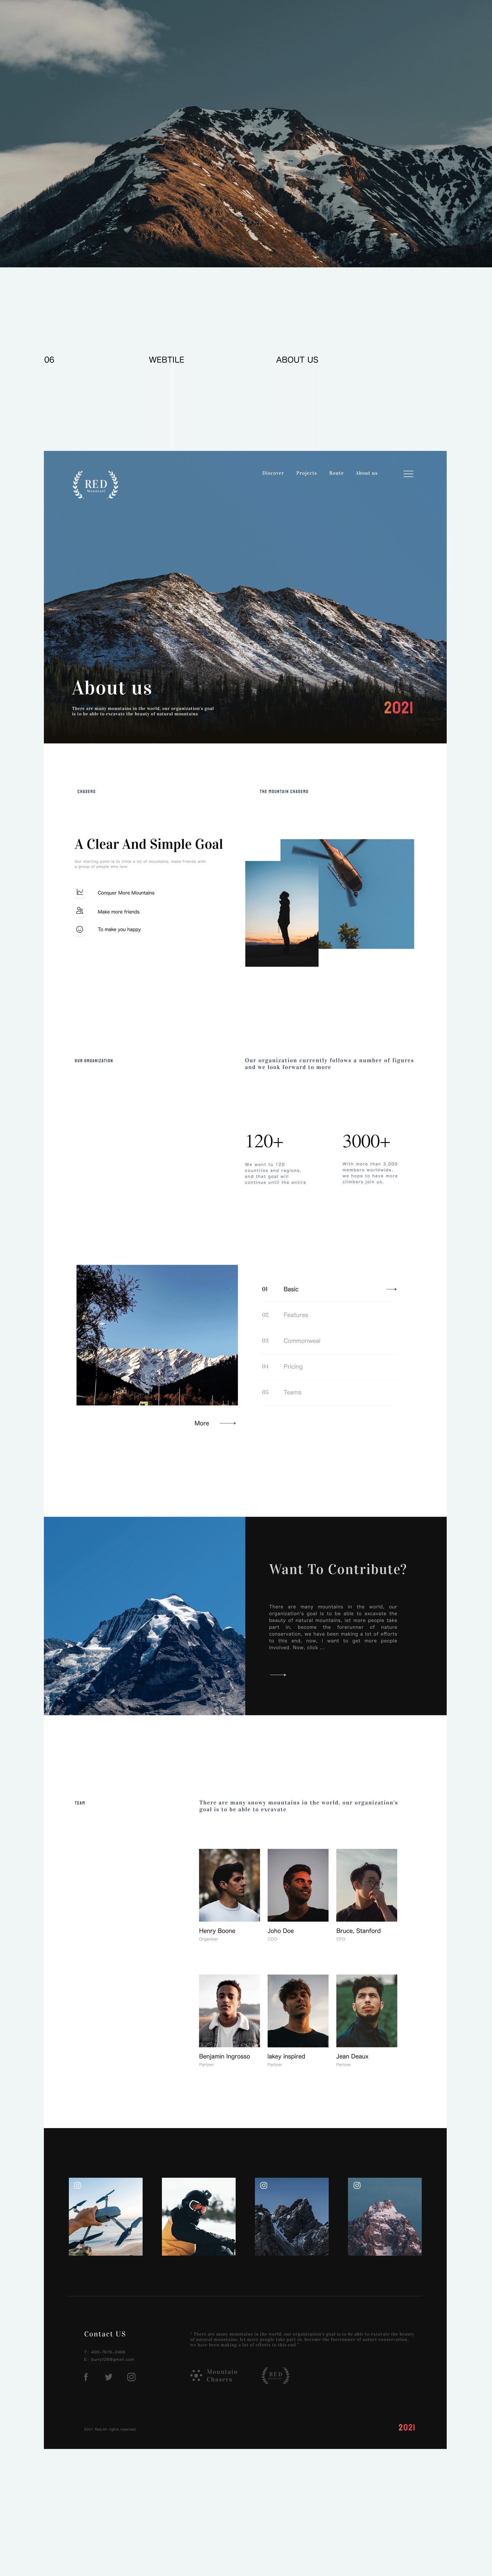 06
WEBTILE
ABOUT US
RED
Mountain
Discover
Projects
Route
About us
About us
There are many mountains in the world, our organization's goal
is to be able to excavate the beauty of natural mountains
2021
CHASERS
THE MOUNTAIN CHASERS
A Clear And Simple Goal
Our starting point is to climb a lot of mountains, make friends with
a group of people who love
Conquer More Mountains
Make more friends
To make you happy
OUR ORGANIZATION
Our organization currently follows a number of figures
and we look forward to more
120+
We want to 120
countries and regions,
and that goal will
continue until the entire
3000+
With more than 3,000
members worldwide,
we hope to have more
climbers join us.
01 Basic
02 Features
03 Commonweal
04 Pricing
05 Teams
More
Want To Contribute?
There are many mountains in the world, our
organization's goal is to be able to excavate the
beauty of natural mountains, let more people take
part in, become the forerunner of nature
conservation, we have been making a lot of efforts
to this end. now, I want to get more people
involved. Now, click ...
TEAM
There are many snowy mountains in the world, our organization's
goal is to be able to excavate
Henry Boone
Organiser
Joho Doe
COO
Bruce, Stanford
CFO
Benjamin Ingrosso
Partner
lakey inspired
Partner
Jean Deaux
Partner
Contact US
" There are many mountains in the world, our organization's goal is to be able to excavate the beauty
of natural mountains, let more people take part in, become the forerunner of nature conservation,
we have been making a lot of efforts to this end "
Mountain
Chasers
RED
2021 Red.All rights reserved.
2021